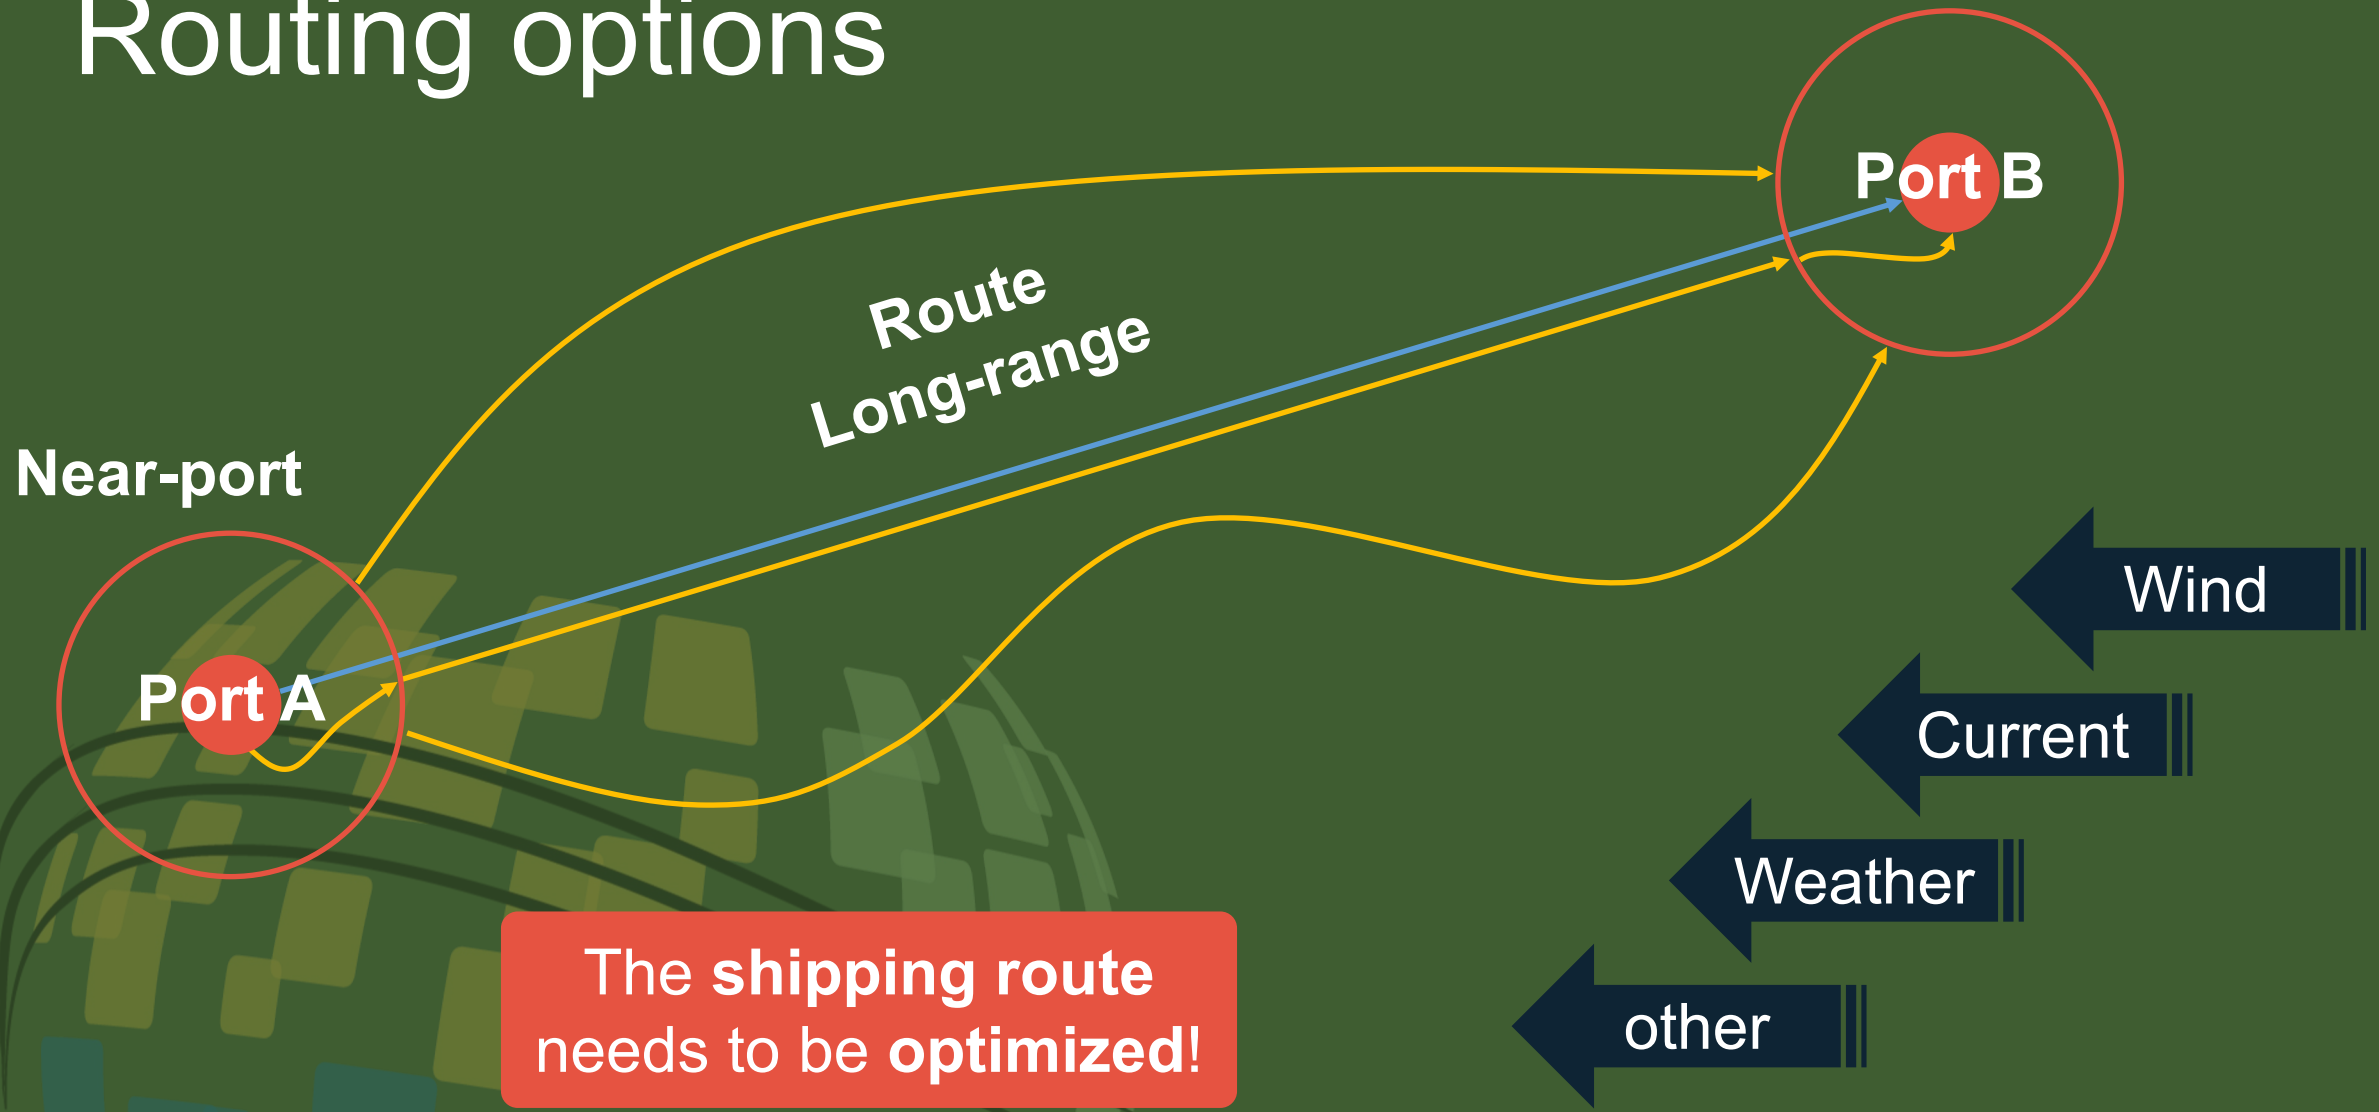 Routing options
Port B
Route
Long-range
Near-port
Port A
Wind
Current
Weather
other
The shipping route
needs to be optimized!